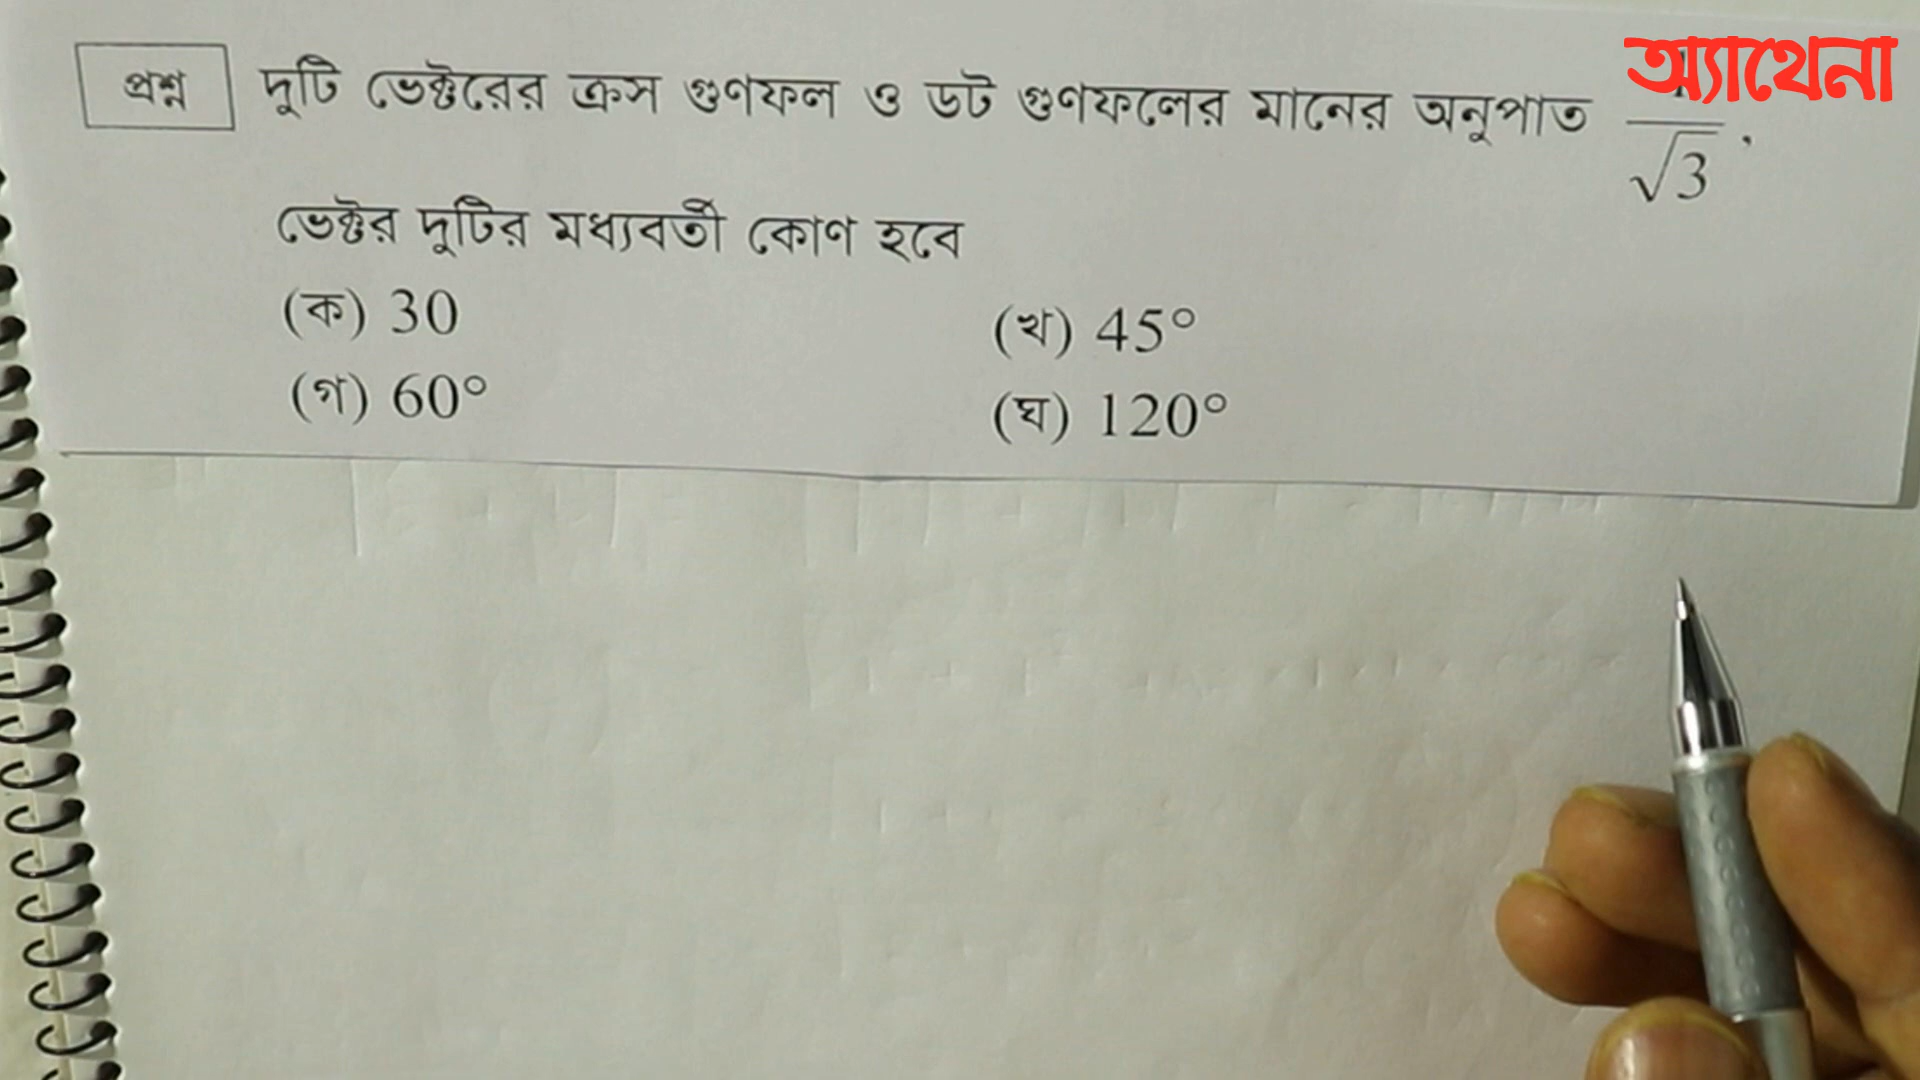 অ্যাথেনা
প্রশ্ন দুটি ভেক্টরের ক্রস গুণফল ও ডট গুণফলের মানের অনুপাত /√3 .
ভেক্টর দুটির মধ্যবর্তী কোণ হবে
(ক) 30 (খ) 45°
(গ) 60° (ঘ) 120°